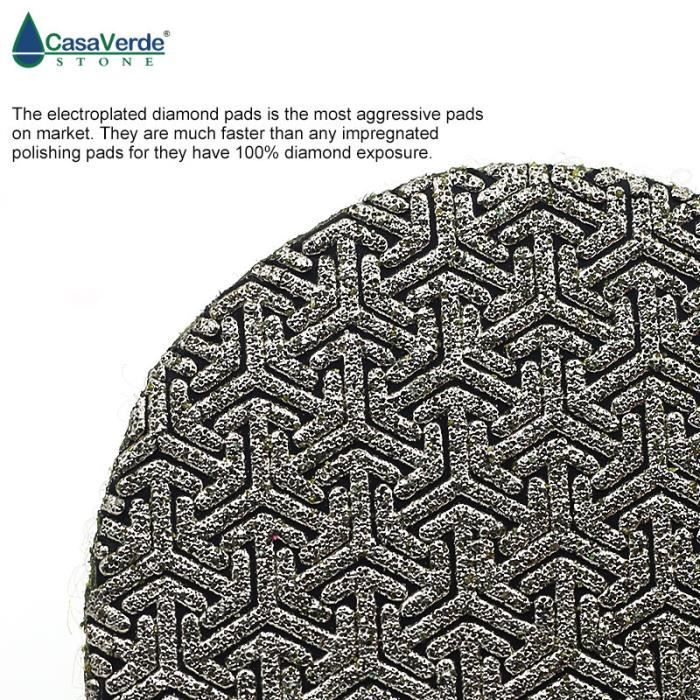 CasaVerde®
STONE
The electroplated diamond pads is the most aggressive pads
on market. They are much faster than any impregnated
polishing pads for they have 100% diamond exposure.